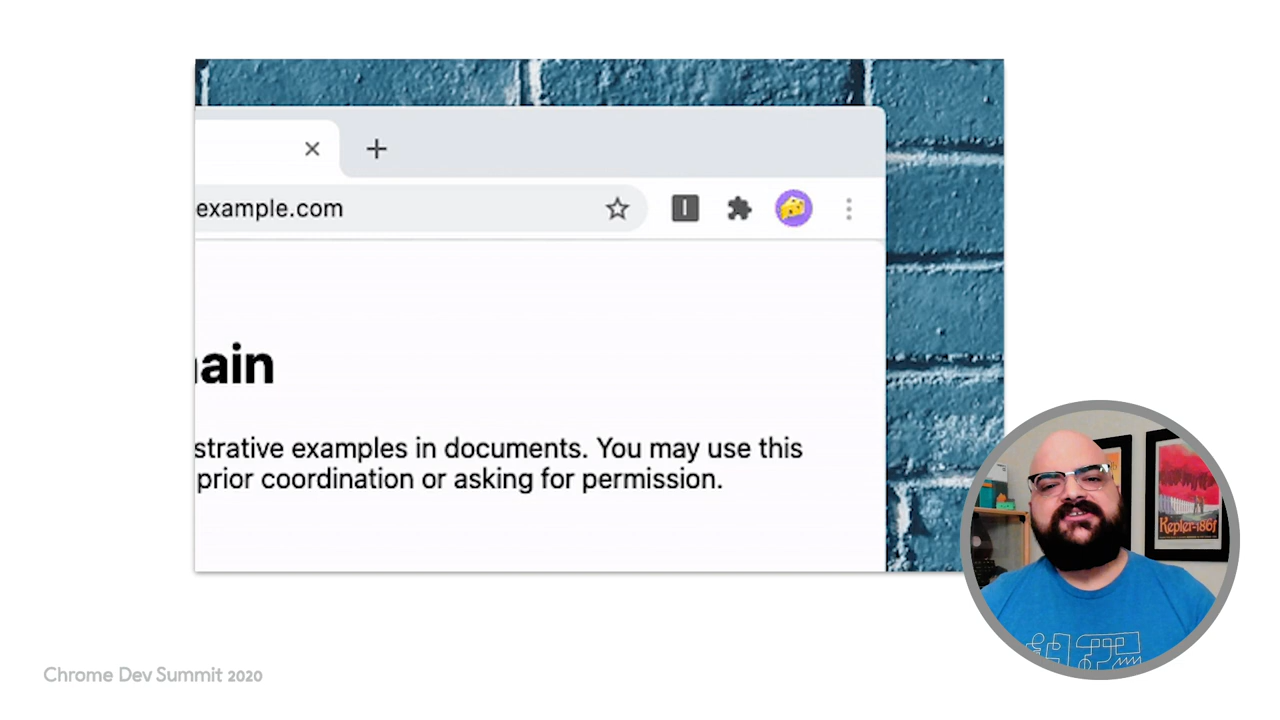 example.com
ain
strative examples in documents. You may use this
prior coordination or asking for permission.
Kepler-186f
Chrome Dev Summit 2020